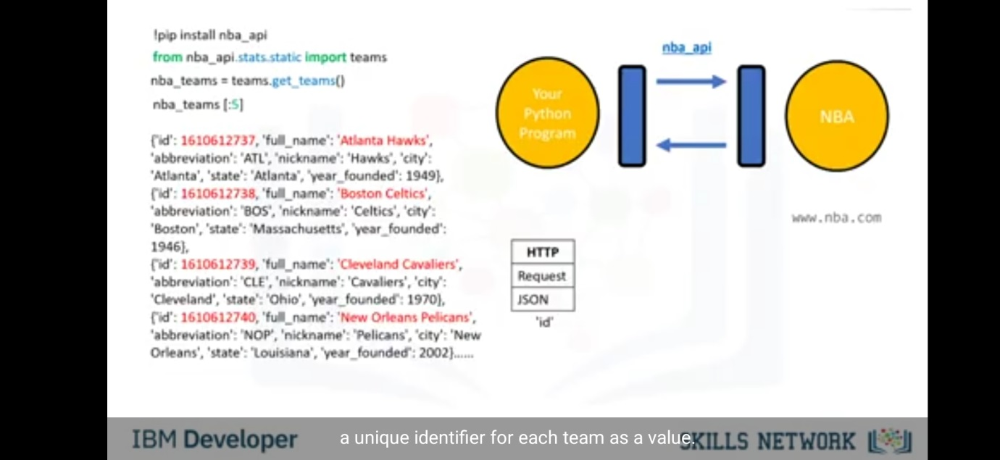 !pip install nba_api
from nba_api.stats.static import teams
nba_teams = teams.get_teams()
nba_teams [:5]
{'id': 1610612737, 'full_name': 'Atlanta Hawks',
'abbreviation': 'ATL', 'nickname': 'Hawks', 'city':
'Atlanta', 'state': 'Atlanta', 'year_founded': 1949},
{'id': 1610612738, 'full_name': 'Boston Celtics',
'abbreviation': 'BOS', 'nickname': 'Celtics', 'city':
'Boston', 'state': 'Massachusetts', 'year_founded':
1946},
{'id': 1610612739, 'full_name': 'Cleveland Cavaliers',
'abbreviation': 'CLE', 'nickname': 'Cavaliers', 'city':
'Cleveland', 'state': 'Ohio', 'year_founded': 1970},
{'id': 1610612740, 'full_name': 'New Orleans Pelicans',
'abbreviation': 'NOP', 'nickname': 'Pelicans', 'city': 'New
Orleans', 'state': 'Louisiana', 'year_founded': 2002}......
nba_api
Your
Python
Program
NBA
www.nba.com
HTTP
Request
JSON
'id'
IBM Developer
a unique identifier for each team as a value.
SKILLS NETWORK